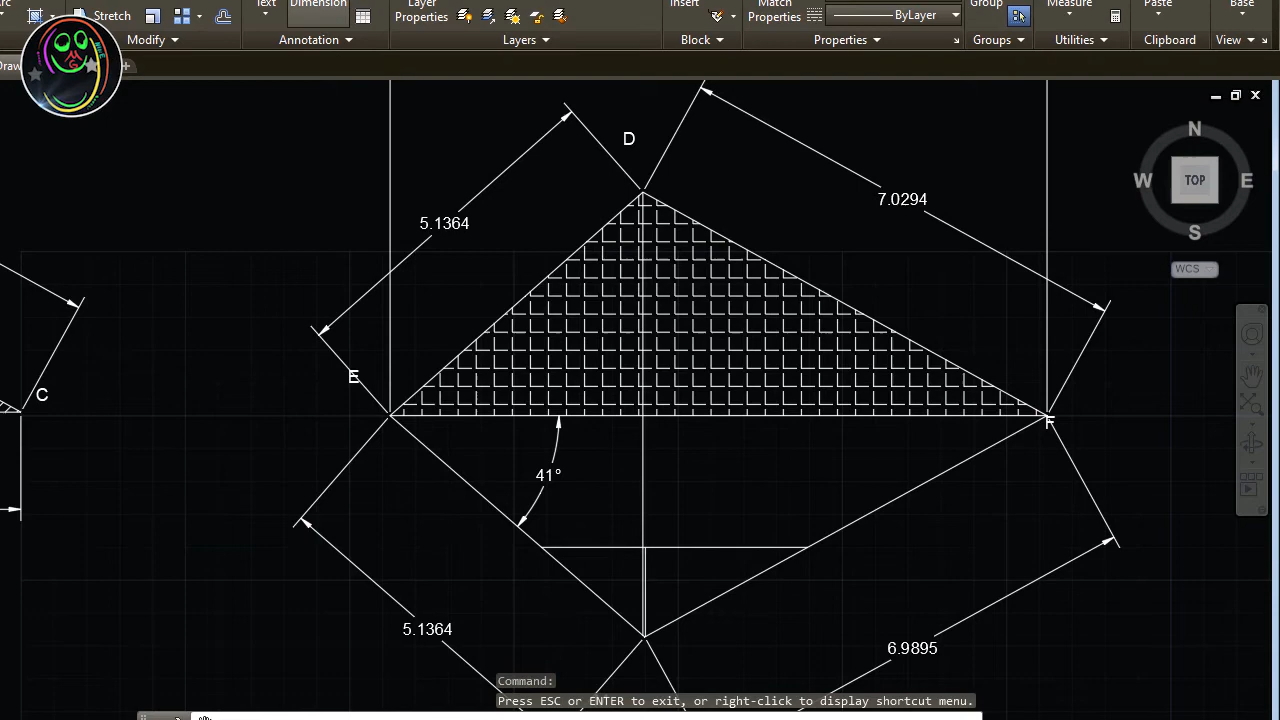 Arc
Stretch
Text
Dimension
Layer
Properties
Insert
Match
Properties
ByLayer
Group
Measure
Paste
Base
Modify
Annotation
Layers
Block
Properties
Groups
Utilities
Clipboard
View
Draw
D
5.1364
7.0294
E
C
F
41°
5.1364
6.9895
N
W
TOP
E
S
WCS
Command:
Press ESC or ENTER to exit, or right-click to display shortcut menu.